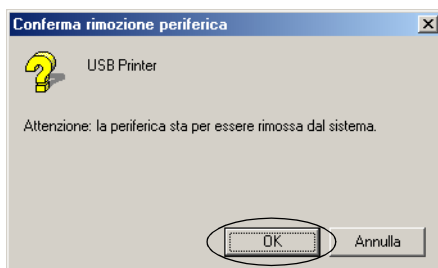 Conferma rimozione periferica
USB Printer
Attenzione: la periferica sta per essere rimossa dal sistema.
OK Annulla